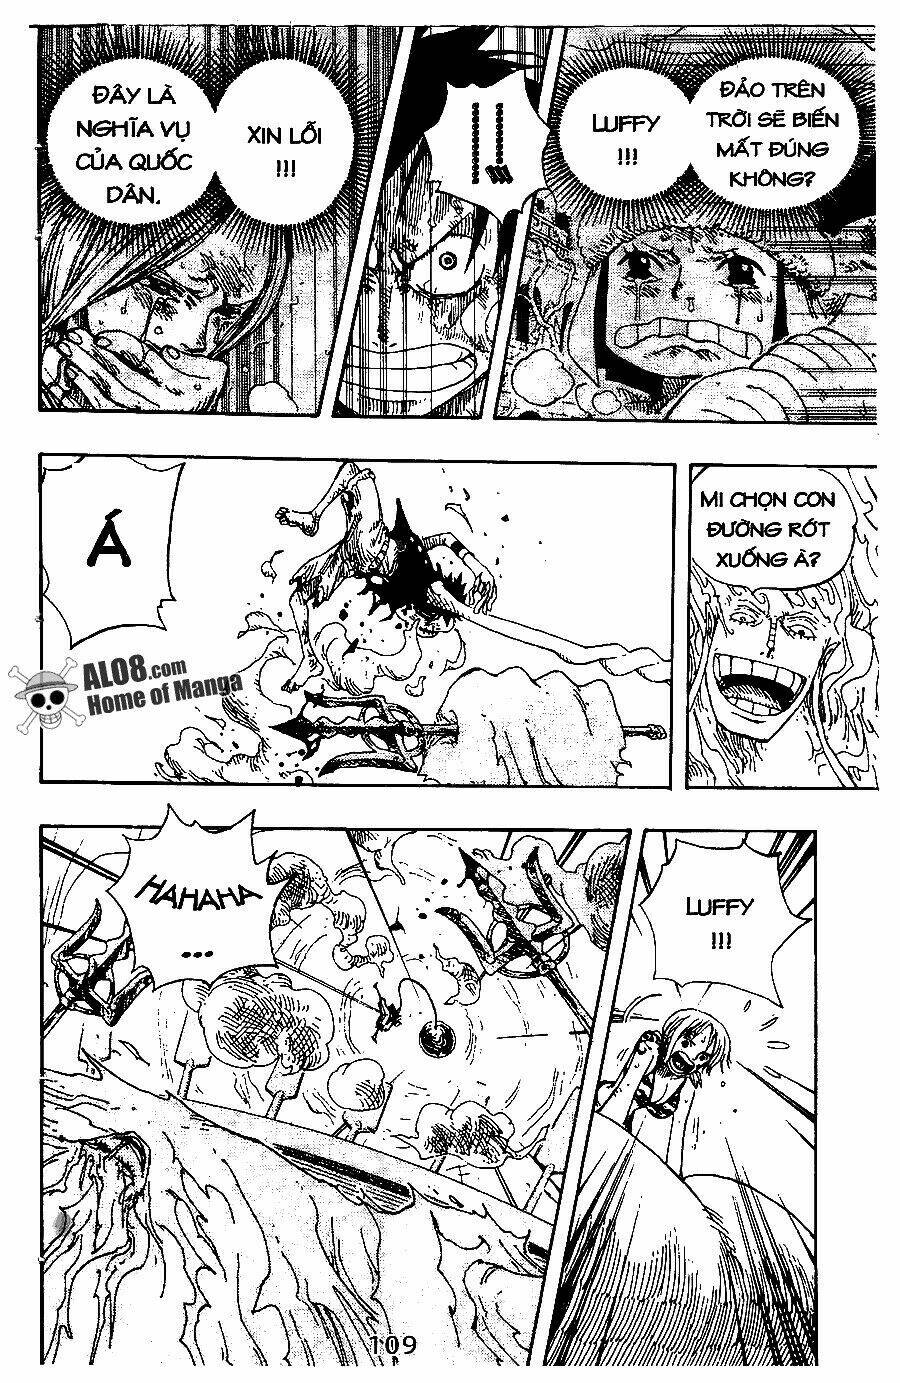 ĐẢO TRÊN
TRỜI SẼ BIẾN
MẤT ĐÚNG
KHÔNG?
LUFFY
!!!
.......... !!!
XIN LỖI
!!!
ĐÂY LÀ
NGHĨA VỤ
CỦA QUỐC
DÂN.
MI CHỌN CON
ĐƯỜNG RỚT
XUỐNG À?
Á
AL08.com
Home of Manga
LUFFY
!!!
HAHAHA
...
109